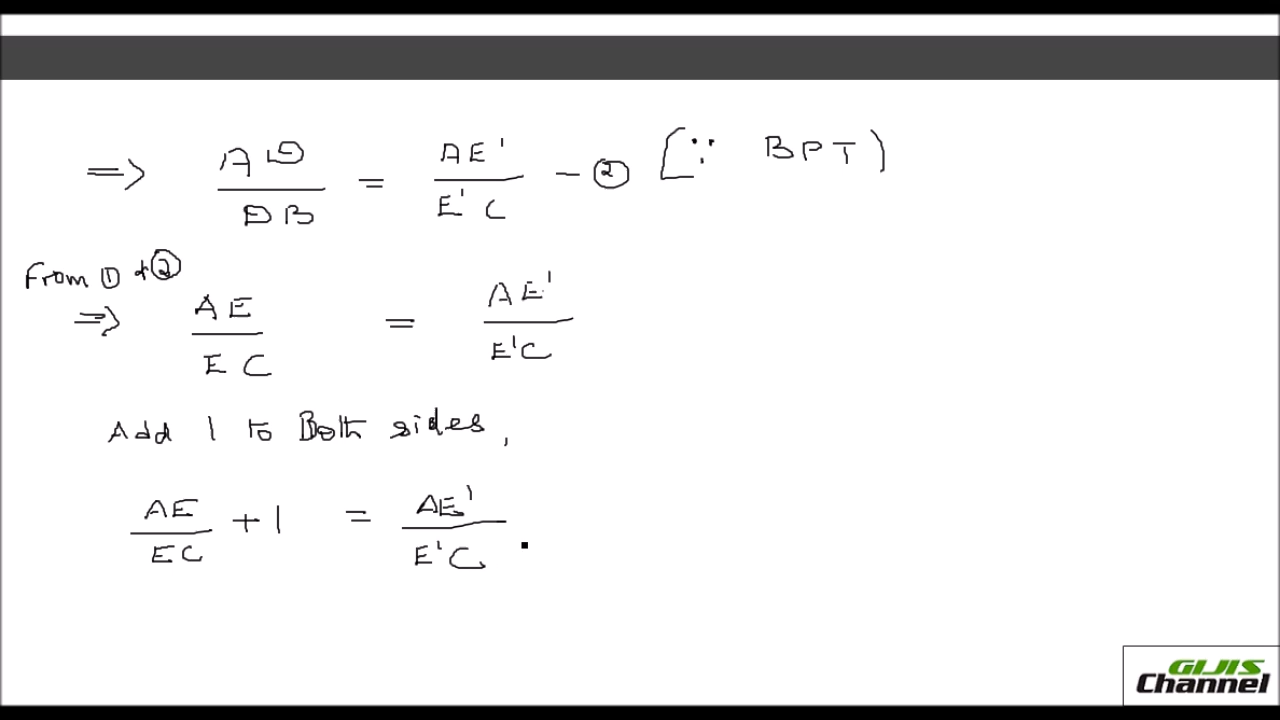 => AD/DB = AE'/E'C - ② [∵ BPT)
From ① & ②
=> AE/EC = AE'/E'C
Add 1 to Both sides,
AE/EC + 1 = AE'/E'C
GIJIS
Channel